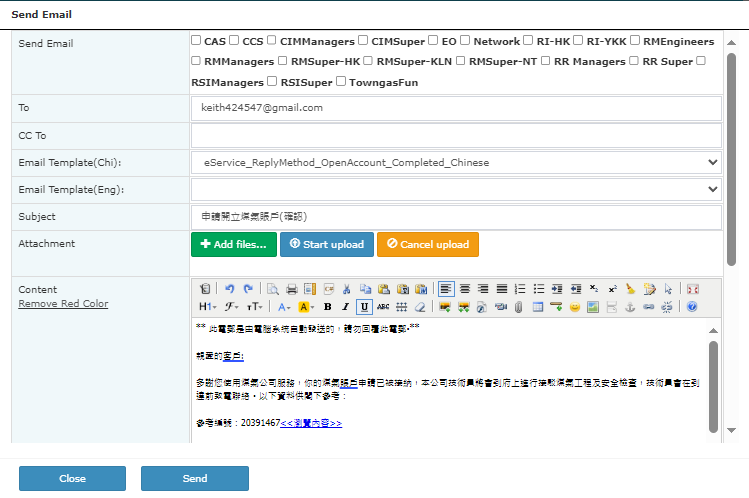 Send Email
Send Email
CAS CCS CIMManagers CIMSuper EO Network RI-HK RI-YKK RMEngineers
RMManagers RMSuper-HK RMSuper-KLN RMSuper-NT RR Managers RR Super
RSIManagers RSISuper TowngasFun
To
keith424547@gmail.com
CC To
Email Template(Chi):
eService_ReplyMethod_OpenAccount_Completed_Chinese
Email Template(Eng):
Subject
申請開立煤氣賬戶(確認)
Attachment
Add files...
Start upload
Cancel upload
Content
Remove Red Color
H1
F
TT
A
A
B
I
U
ABC
** 此電郵是由電腦系統自動發送的，請勿回覆此電郵。**
親愛的客戶:
多謝您使用煤氣公司服務，你的煤氣賬戶申請已被接納，本公司技術員將會到府上進行接駁煤氣工程及安全檢查，技術員會在到
達前致電聯絡。以下資料供閣下參考：
參考編號：20391467<<瀏覽內容>>
Close
Send